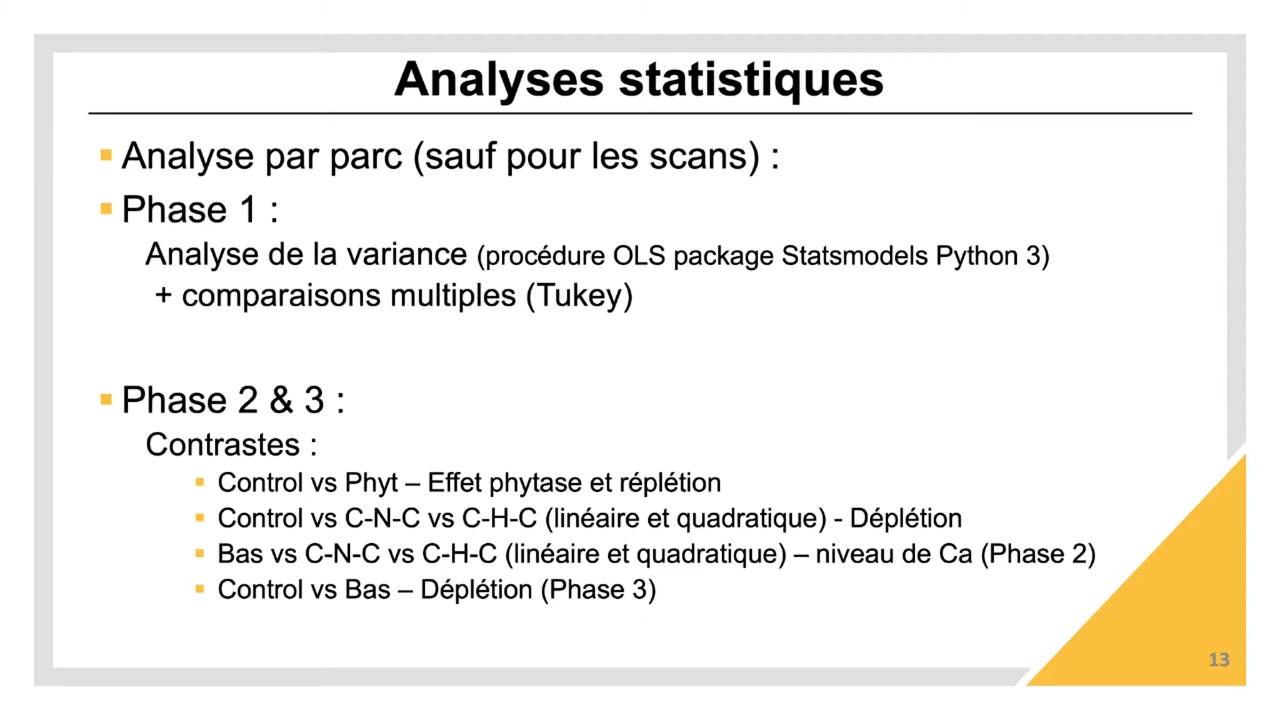 Analyses statistiques
Analyse par parc (sauf pour les scans) :
Phase 1 :
Analyse de la variance (procédure OLS package Statsmodels Python 3)
+ comparaisons multiples (Tukey)
Phase 2 & 3 :
Contrastes :
Control vs Phyt – Effet phytase et réplétion
Control vs C-N-C vs C-H-C (linéaire et quadratique) - Déplétion
Bas vs C-N-C vs C-H-C (linéaire et quadratique) – niveau de Ca (Phase 2)
Control vs Bas – Déplétion (Phase 3)
13